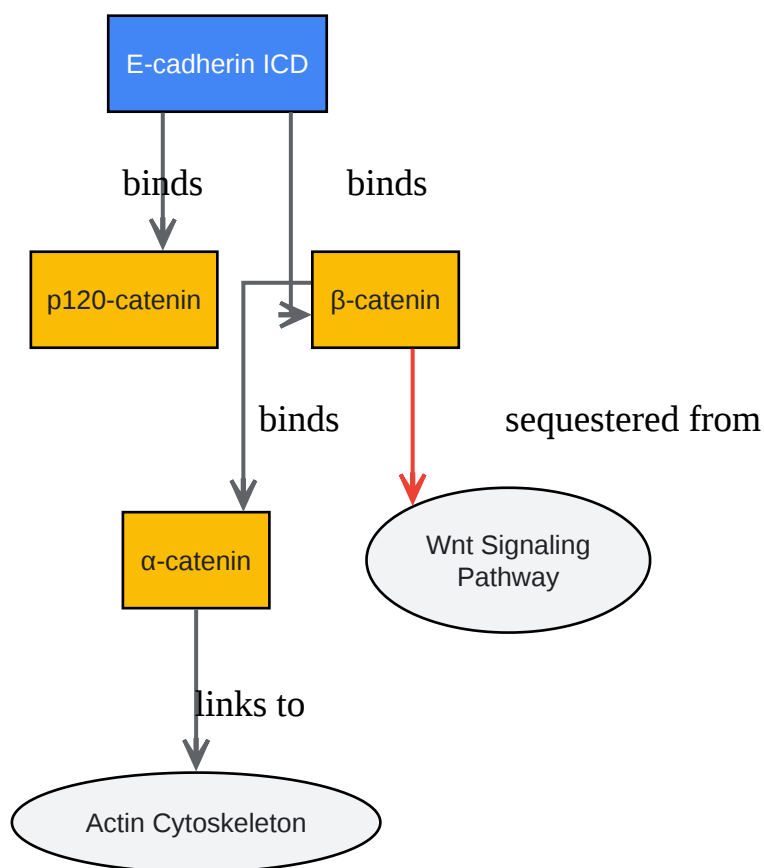 E-cadherin ICD
binds
binds
p120-catenin
β-catenin
binds
sequestered from
α-catenin
Wnt Signaling
Pathway
links to
Actin Cytoskeleton